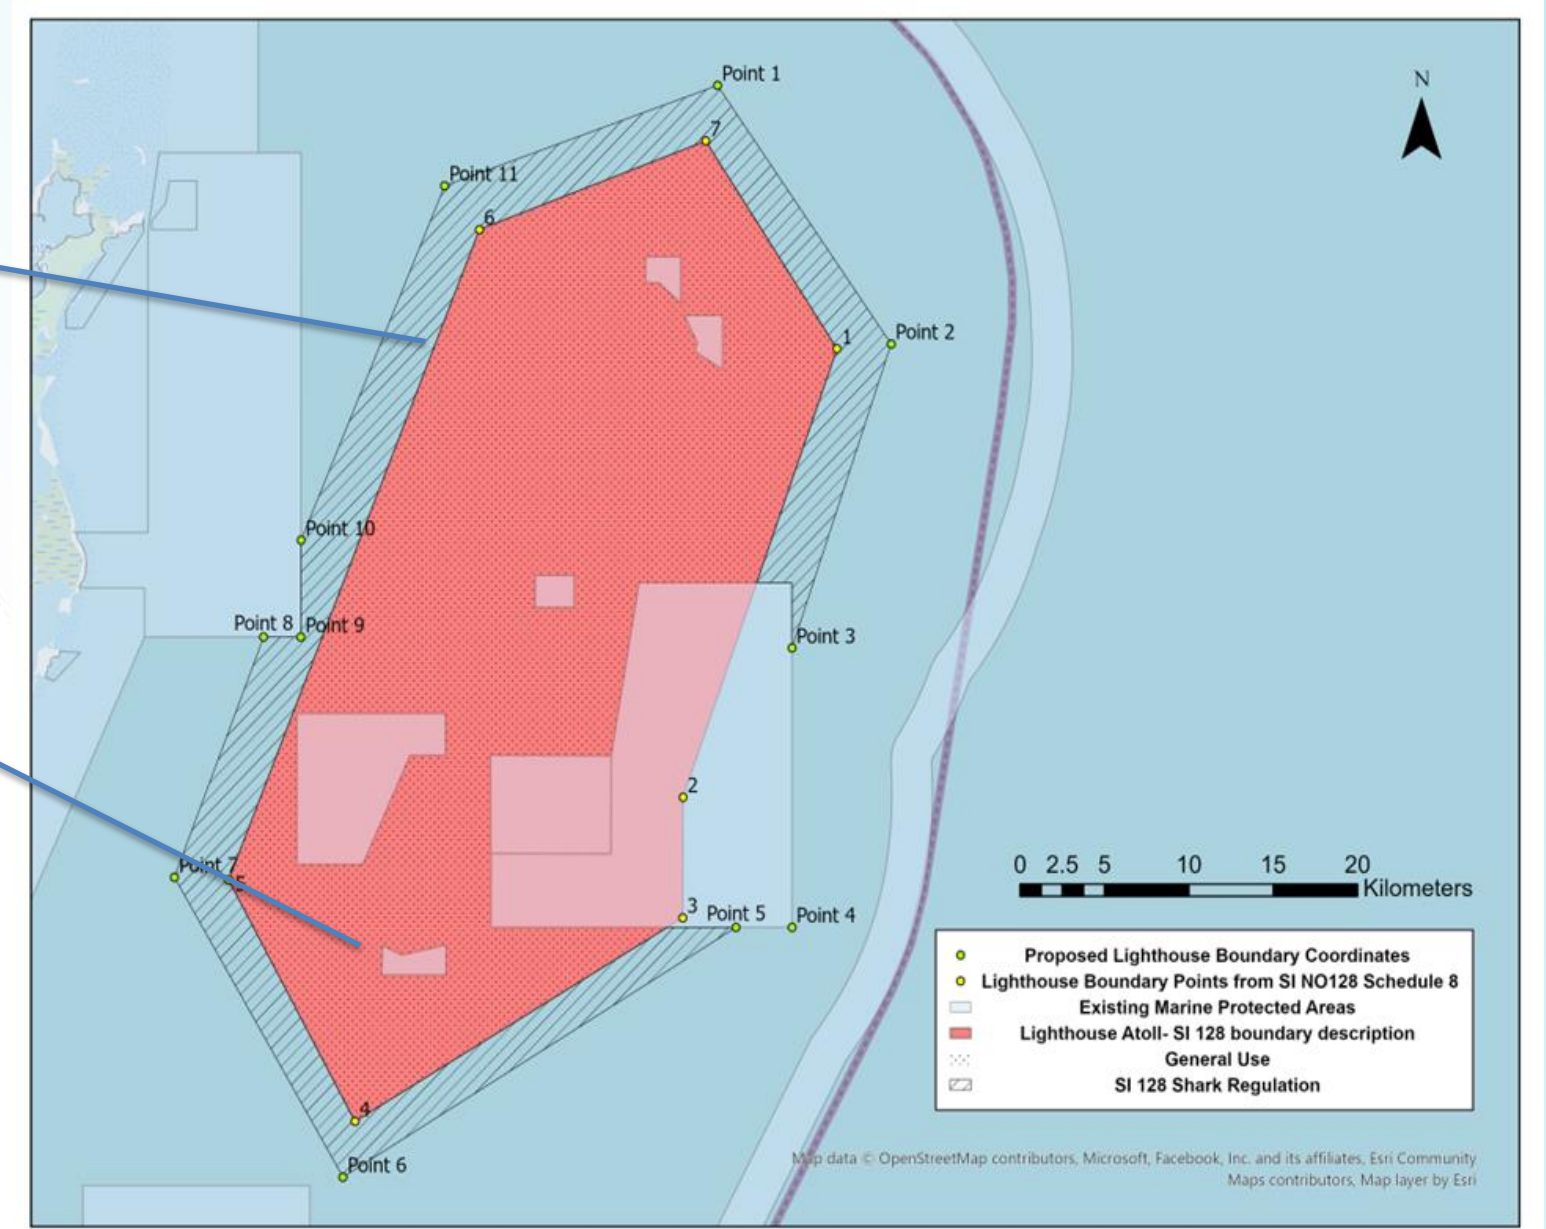 Point 1
N
7
Point 11
6
1
Point 2
Point 10
Point 8
Point 9
Point 3
2
Point 7
5
3
Point 5
Point 4
4
Point 6
0 2.5 5 10 15 20
Kilometers
Proposed Lighthouse Boundary Coordinates
Lighthouse Boundary Points from SI NO128 Schedule 8
Existing Marine Protected Areas
Lighthouse Atoll- SI 128 boundary description
General Use
SI 128 Shark Regulation
Map data © OpenStreetMap contributors, Microsoft, Facebook, Inc. and its affiliates, Esri Community
Maps contributors, Map layer by Esri